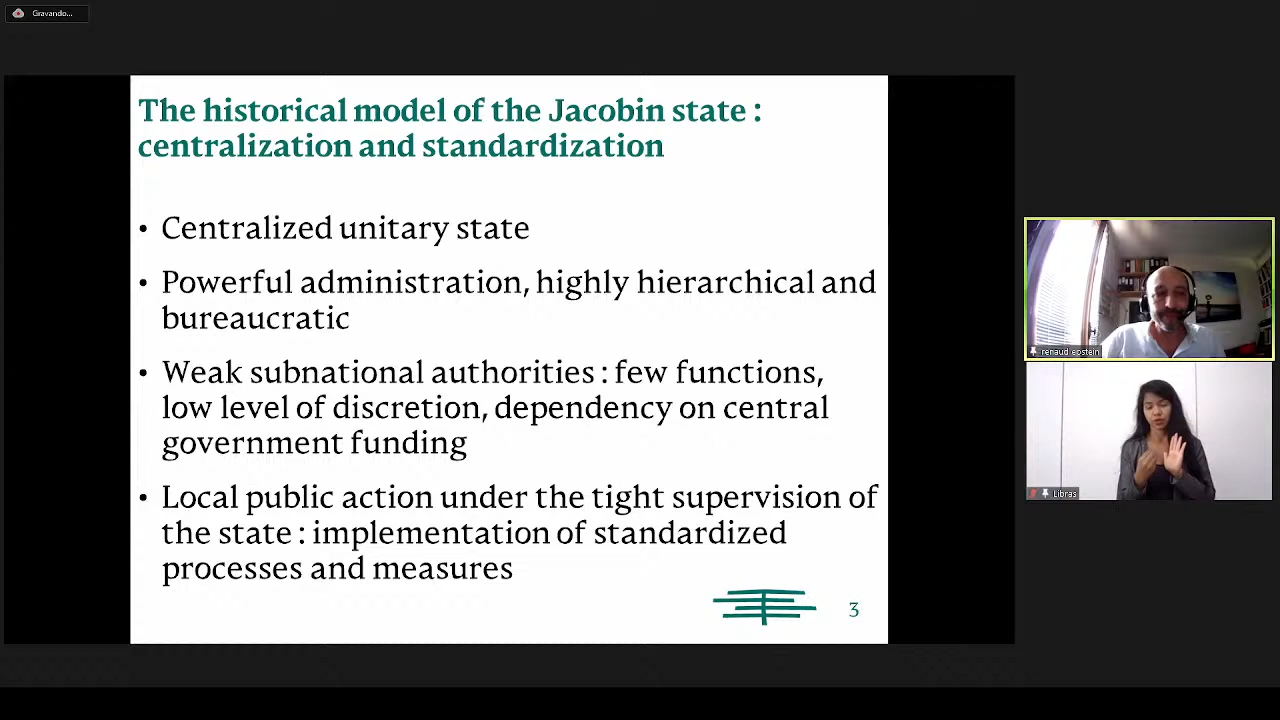 Gravando...
The historical model of the Jacobin state :
centralization and standardization
• Centralized unitary state
• Powerful administration, highly hierarchical and
bureaucratic
• Weak subnational authorities : few functions,
low level of discretion, dependency on central
government funding
• Local public action under the tight supervision of
the state : implementation of standardized
processes and measures
3
renaud epstein
Libras